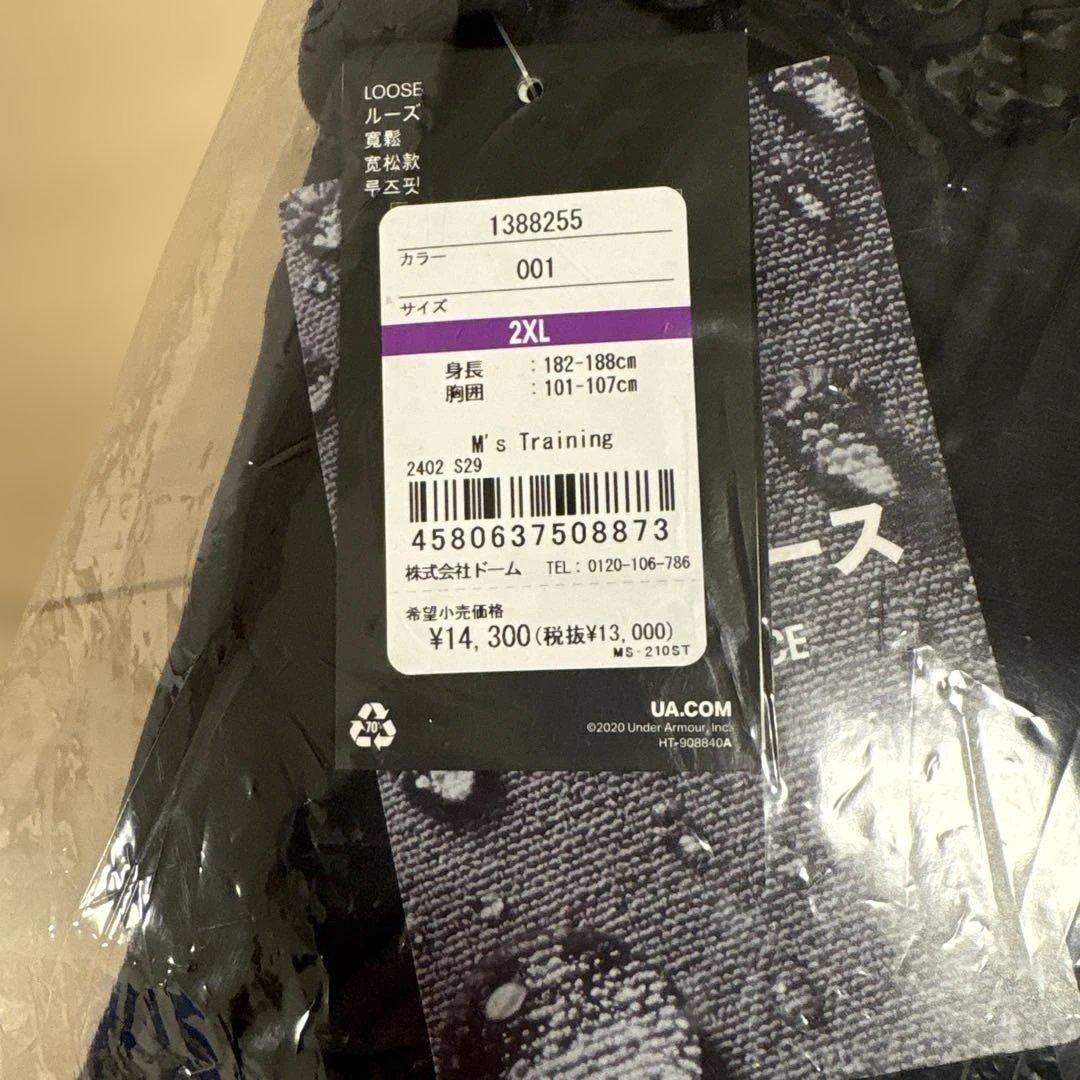 LOOSE
ルーズ
寬鬆
宽松款
루즈핏
1388255
カラー
001
サイズ
2XL
身長 : 182-188cm
胸囲 : 101-107cm
M's Training
2402 S29
4580637508873
株式会社ドーム TEL: 0120-106-786
希望小売価格
¥14,300(税抜¥13,000)
MS-210ST
70%
UA.COM
©2020 Under Armour, Inc.
HT-908840A
ース
CE